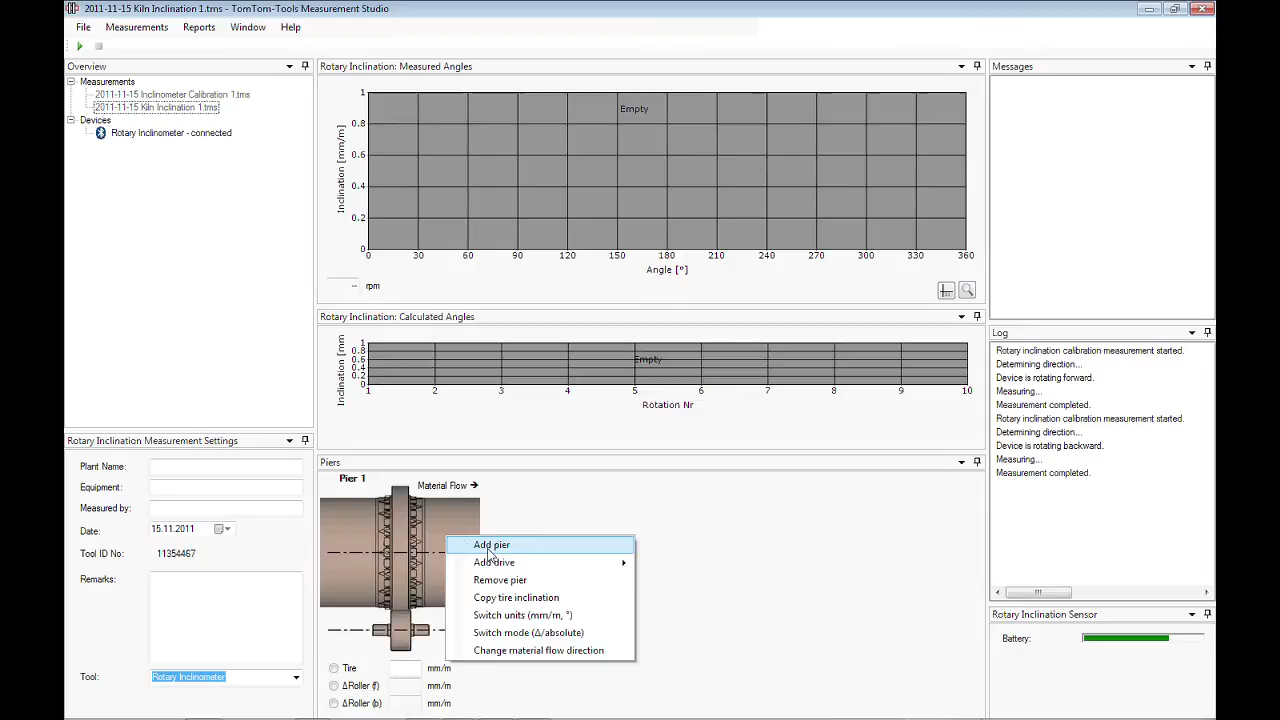 2011-11-15 Kiln Inclination 1.tms - TomTom-Tools Measurement Studio
File Measurements Reports Window Help
Overview
Measurements
2011-11-15 Inclinometer Calibration 1.tms
2011-11-15 Kiln Inclination 1.tms
Devices
Rotary Inclinometer - connected
Rotary Inclination: Measured Angles
Inclination [mm/m]
1
0.8
0.6
0.4
0.2
0
Empty
0 30 60 90 120 150 180 210 240 270 300 330 360
Angle [°]
-- rpm
Rotary Inclination: Calculated Angles
Inclination [mm
1
0.8
0.6
0.4
0.2
0
Empty
1 2 3 4 5 6 7 8 9 10
Rotation Nr
Messages
Log
Rotary inclination calibration measurement started.
Determining direction...
Device is rotating forward.
Measuring...
Measurement completed.
Rotary inclination calibration measurement started.
Determining direction...
Device is rotating backward.
Measuring...
Measurement completed.
Rotary Inclination Measurement Settings
Plant Name:
Equipment:
Measured by:
Date: 15.11.2011
Tool ID No: 11354467
Remarks:
Tool: Rotary Inclinometer
Piers
Pier 1
Material Flow
Add pier
Add drive
Remove pier
Copy tire inclination
Switch units (mm/m, °)
Switch mode (Δ/absolute)
Change material flow direction
Tire mm/m
Δ Roller (f) mm/m
Δ Roller (b) mm/m
Rotary Inclination Sensor
Battery: